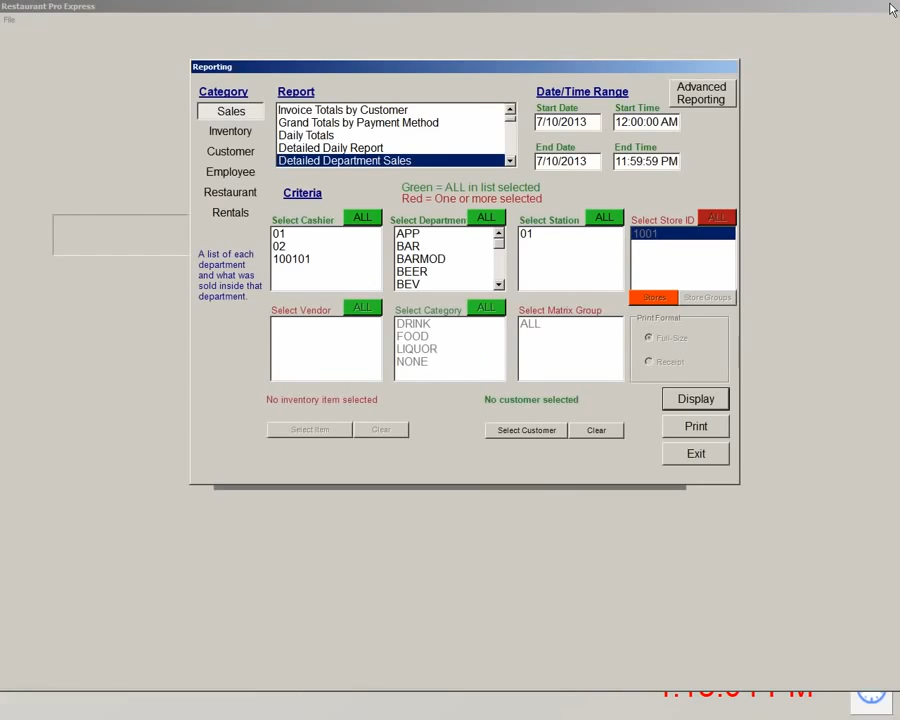 Restaurant Pro Express
File
Reporting
Category
Sales
Inventory
Customer
Employee
Restaurant
Rentals
A list of each
department
and what was
sold inside that
department.
Report
Invoice Totals by Customer
Grand Totals by Payment Method
Daily Totals
Detailed Daily Report
Detailed Department Sales
Date/Time Range
Advanced
Reporting
Start Date
Start Time
7/10/2013
12:00:00 AM
End Date
End Time
7/10/2013
11:59:59 PM
Criteria
Green = ALL in list selected
Red = One or more selected
Select Cashier
ALL
01
02
100101
Select Departmen
ALL
APP
BAR
BARMOD
BEER
BEV
Select Station
ALL
01
Select Store ID
ALL
1001
Stores
Store Groups
Select Vendor
ALL
Select Category
ALL
DRINK
FOOD
LIQUOR
NONE
Select Matrix Group
ALL
Print Format
Full-Size
Receipt
No inventory item selected
Select Item
Clear
No customer selected
Select Customer
Clear
Display
Print
Exit